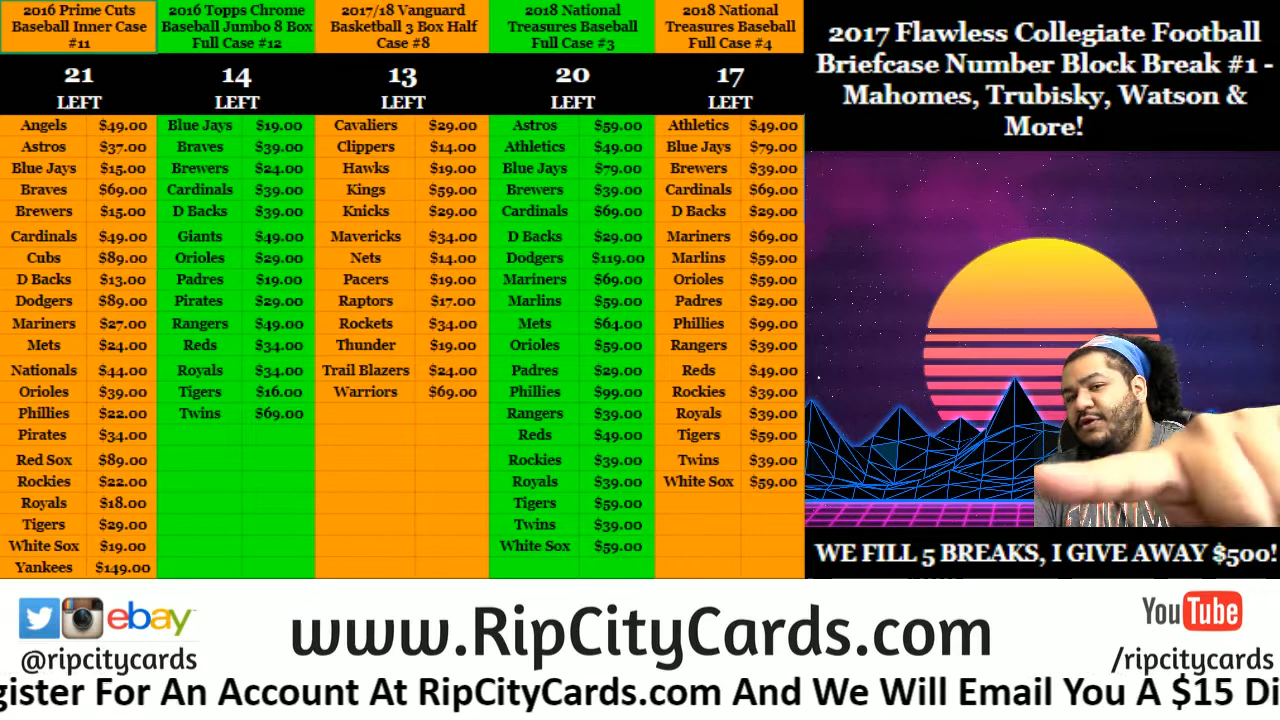 2016 Prime Cuts
Baseball Inner Case
#11
21
LEFT
Angels $49.00
Astros $37.00
Blue Jays $15.00
Braves $69.00
Brewers $15.00
Cardinals $49.00
Cubs $89.00
D Backs $13.00
Dodgers $89.00
Mariners $27.00
Mets $24.00
Nationals $44.00
Orioles $39.00
Phillies $22.00
Pirates $34.00
Red Sox $89.00
Rockies $22.00
Royals $18.00
Tigers $29.00
White Sox $19.00
Yankees $149.00
2016 Topps Chrome
Baseball Jumbo 8 Box
Full Case #12
14
LEFT
Blue Jays $19.00
Braves $39.00
Brewers $24.00
Cardinals $39.00
D Backs $39.00
Giants $49.00
Orioles $29.00
Padres $19.00
Pirates $29.00
Rangers $49.00
Reds $34.00
Royals $34.00
Tigers $16.00
Twins $69.00
2017/18 Vanguard
Basketball 3 Box Half
Case #8
13
LEFT
Cavaliers $29.00
Clippers $14.00
Hawks $19.00
Kings $59.00
Knicks $29.00
Mavericks $34.00
Nets $14.00
Pacers $19.00
Raptors $17.00
Rockets $34.00
Thunder $19.00
Trail Blazers $24.00
Warriors $69.00
2018 National
Treasures Baseball
Full Case #3
20
LEFT
Astros $59.00
Athletics $49.00
Blue Jays $79.00
Brewers $39.00
Cardinals $69.00
D Backs $29.00
Dodgers $119.00
Mariners $69.00
Marlins $59.00
Mets $64.00
Orioles $59.00
Padres $29.00
Phillies $99.00
Rangers $39.00
Reds $49.00
Rockies $39.00
Royals $39.00
Tigers $59.00
Twins $39.00
White Sox $59.00
2018 National
Treasures Baseball
Full Case #4
17
LEFT
Athletics $49.00
Blue Jays $79.00
Brewers $39.00
Cardinals $69.00
D Backs $29.00
Mariners $69.00
Marlins $59.00
Orioles $59.00
Padres $29.00
Phillies $99.00
Rangers $39.00
Reds $49.00
Rockies $39.00
Royals $39.00
Tigers $59.00
Twins $39.00
White Sox $59.00
2017 Flawless Collegiate Football
Briefcase Number Block Break #1 -
Mahomes, Trubisky, Watson &
More!
WE FILL 5 BREAKS, I GIVE AWAY $500!
ebay
@ripcitycards
www.RipCityCards.com
YouTube
/ripcitycards
gister For An Account At RipCityCards.com And We Will Email You A $15 Di